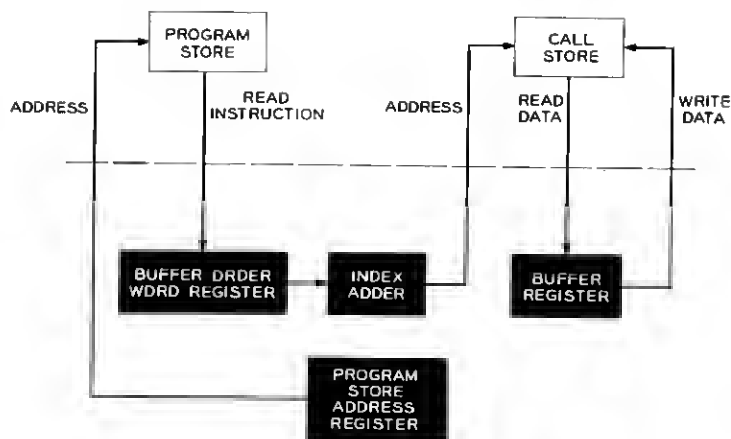 PROGRAM
STORE
CALL
STORE
ADDRESS
READ
INSTRUCTION
ADDRESS
READ
DATA
WRITE
DATA
BUFFER DRDER
WDRD REGISTER
INDEX
ADDER
BUFFER
REGISTER
PROGRAM
STORE
ADDRESS
REGISTER